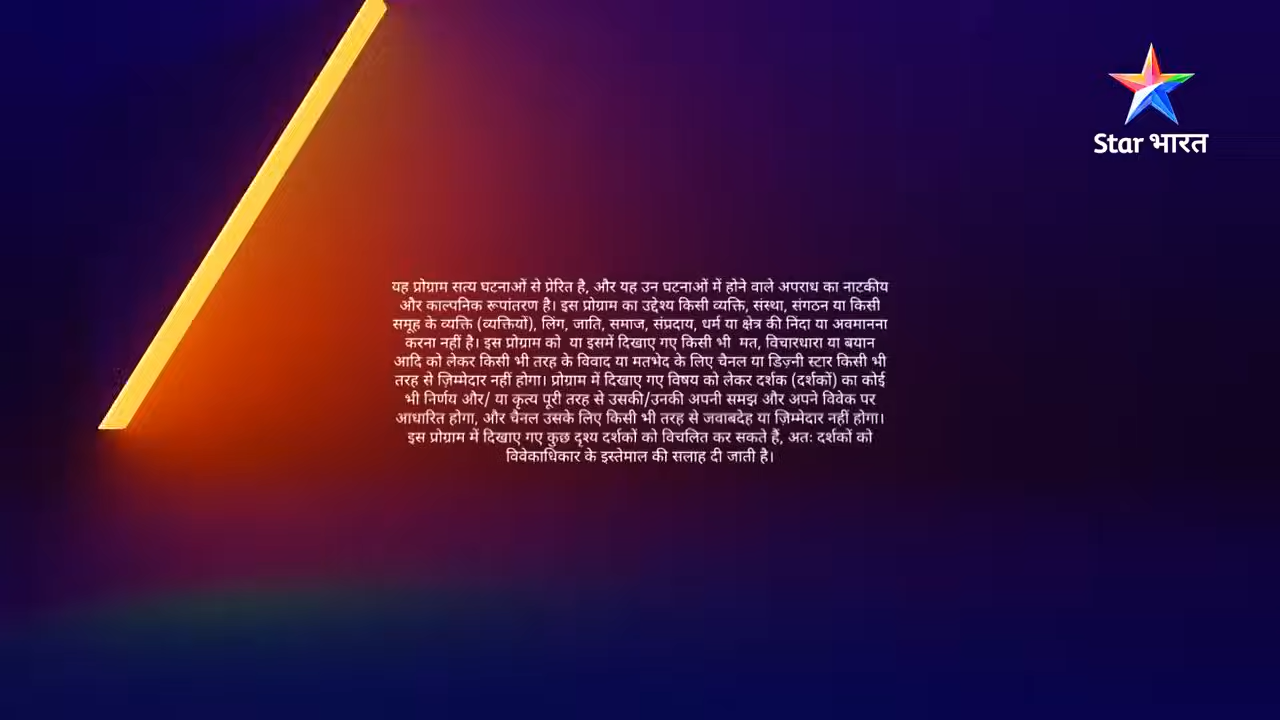 Star भारत
यह प्रोग्राम सत्य घटनाओं से प्रेरित है, और यह उन घटनाओं में होने वाले अपराध का नाटकीय
और काल्पनिक रूपांतरण है। इस प्रोग्राम का उद्देश्य किसी व्यक्ति, संस्था, संगठन या किसी
समूह के व्यक्ति (व्यक्तियों), लिंग, जाति, समाज, संप्रदाय, धर्म या क्षेत्र की निंदा या अवमानना
करना नहीं है। इस प्रोग्राम को या इसमें दिखाए गए किसी भी मत, विचारधारा या बयान
आदि को लेकर किसी भी तरह के विवाद या मतभेद के लिए चैनल या डिज़्नी स्टार किसी भी
तरह से ज़िम्मेदार नहीं होगा। प्रोग्राम में दिखाए गए विषय को लेकर दर्शक (दर्शकों) का कोई
भी निर्णय और/ या कृत्य पूरी तरह से उसकी/उनकी अपनी समझ और अपने विवेक पर
आधारित होगा, और चैनल उसके लिए किसी भी तरह से जवाबदेह या ज़िम्मेदार नहीं होगा।
इस प्रोग्राम में दिखाए गए कुछ दृश्य दर्शकों को विचलित कर सकते हैं, अतः दर्शकों को
विवेकाधिकार के इस्तेमाल की सलाह दी जाती है।